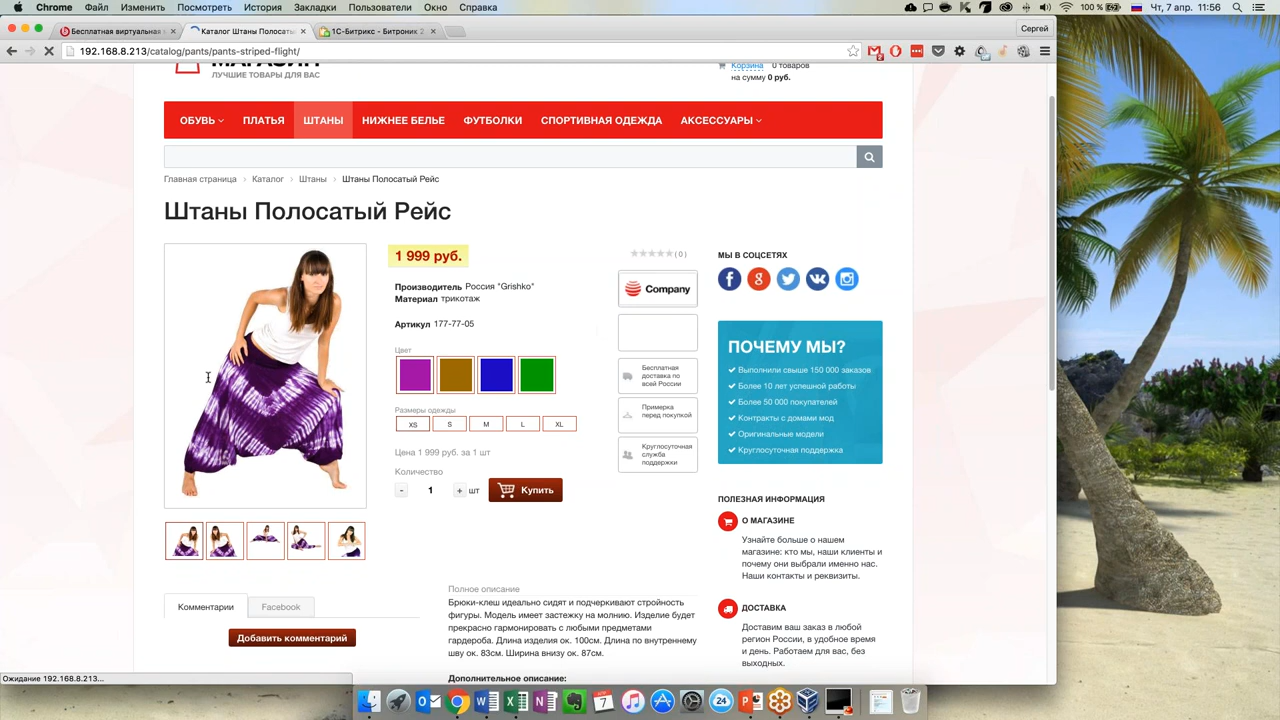 Chrome Файл Изменить Посмотреть История Закладки Пользователи Окно Справка 100 % Чт, 7 апр. 11:56
Бесплатная виртуальная м Каталог Штаны Полосатый 1С-Битрикс - Битроник 2 Сергей
192.168.8.213/catalog/pants/pants-striped-flight/
МАГАЗИН
ЛУЧШИЕ ТОВАРЫ ДЛЯ ВАС
Корзина 0 товаров
на сумму 0 руб.
ОБУВЬ ПЛАТЬЯ ШТАНЫ НИЖНЕЕ БЕЛЬЕ ФУТБОЛКИ СПОРТИВНАЯ ОДЕЖДА АКСЕССУАРЫ
Главная страница › Каталог › Штаны › Штаны Полосатый Рейс
Штаны Полосатый Рейс
1 999 руб.
( 0 )
Производитель Россия "Grishko"
Материал трикотаж
Артикул 177-77-05
Цвет
Размеры одежды
XS S M L XL
Цена 1 999 руб. за 1 шт
Количество
- 1 + шт Купить
Company
Бесплатная
доставка по
всей России
Примерка
перед покупкой
Круглосуточная
служба
поддержки
МЫ В СОЦСЕТЯХ
ПОЧЕМУ МЫ?
Выполнили свыше 150 000 заказов
Более 10 лет успешной работы
Более 50 000 покупателей
Контракты с домами мод
Оригинальные модели
Круглосуточная поддержка
ПОЛЕЗНАЯ ИНФОРМАЦИЯ
О МАГАЗИНЕ
Узнайте больше о нашем
магазине: кто мы, наши клиенты и
почему они выбрали именно нас.
Наши контакты и реквизиты.
ДОСТАВКА
Доставим ваш заказ в любой
регион России, в удобное время
и день. Работаем для вас, без
выходных.
Комментарии Facebook
Добавить комментарий
Полное описание
Брюки-клеш идеально сидят и подчеркивают стройность
фигуры. Модель имеет застежку на молнию. Изделие будет
прекрасно гармонировать с любыми предметами
гардероба. Длина изделия ок. 100см. Длина по внутреннему
шву ок. 83см. Ширина внизу ок. 87см.
Дополнительное описание:
Ожидание 192.168.8.213...